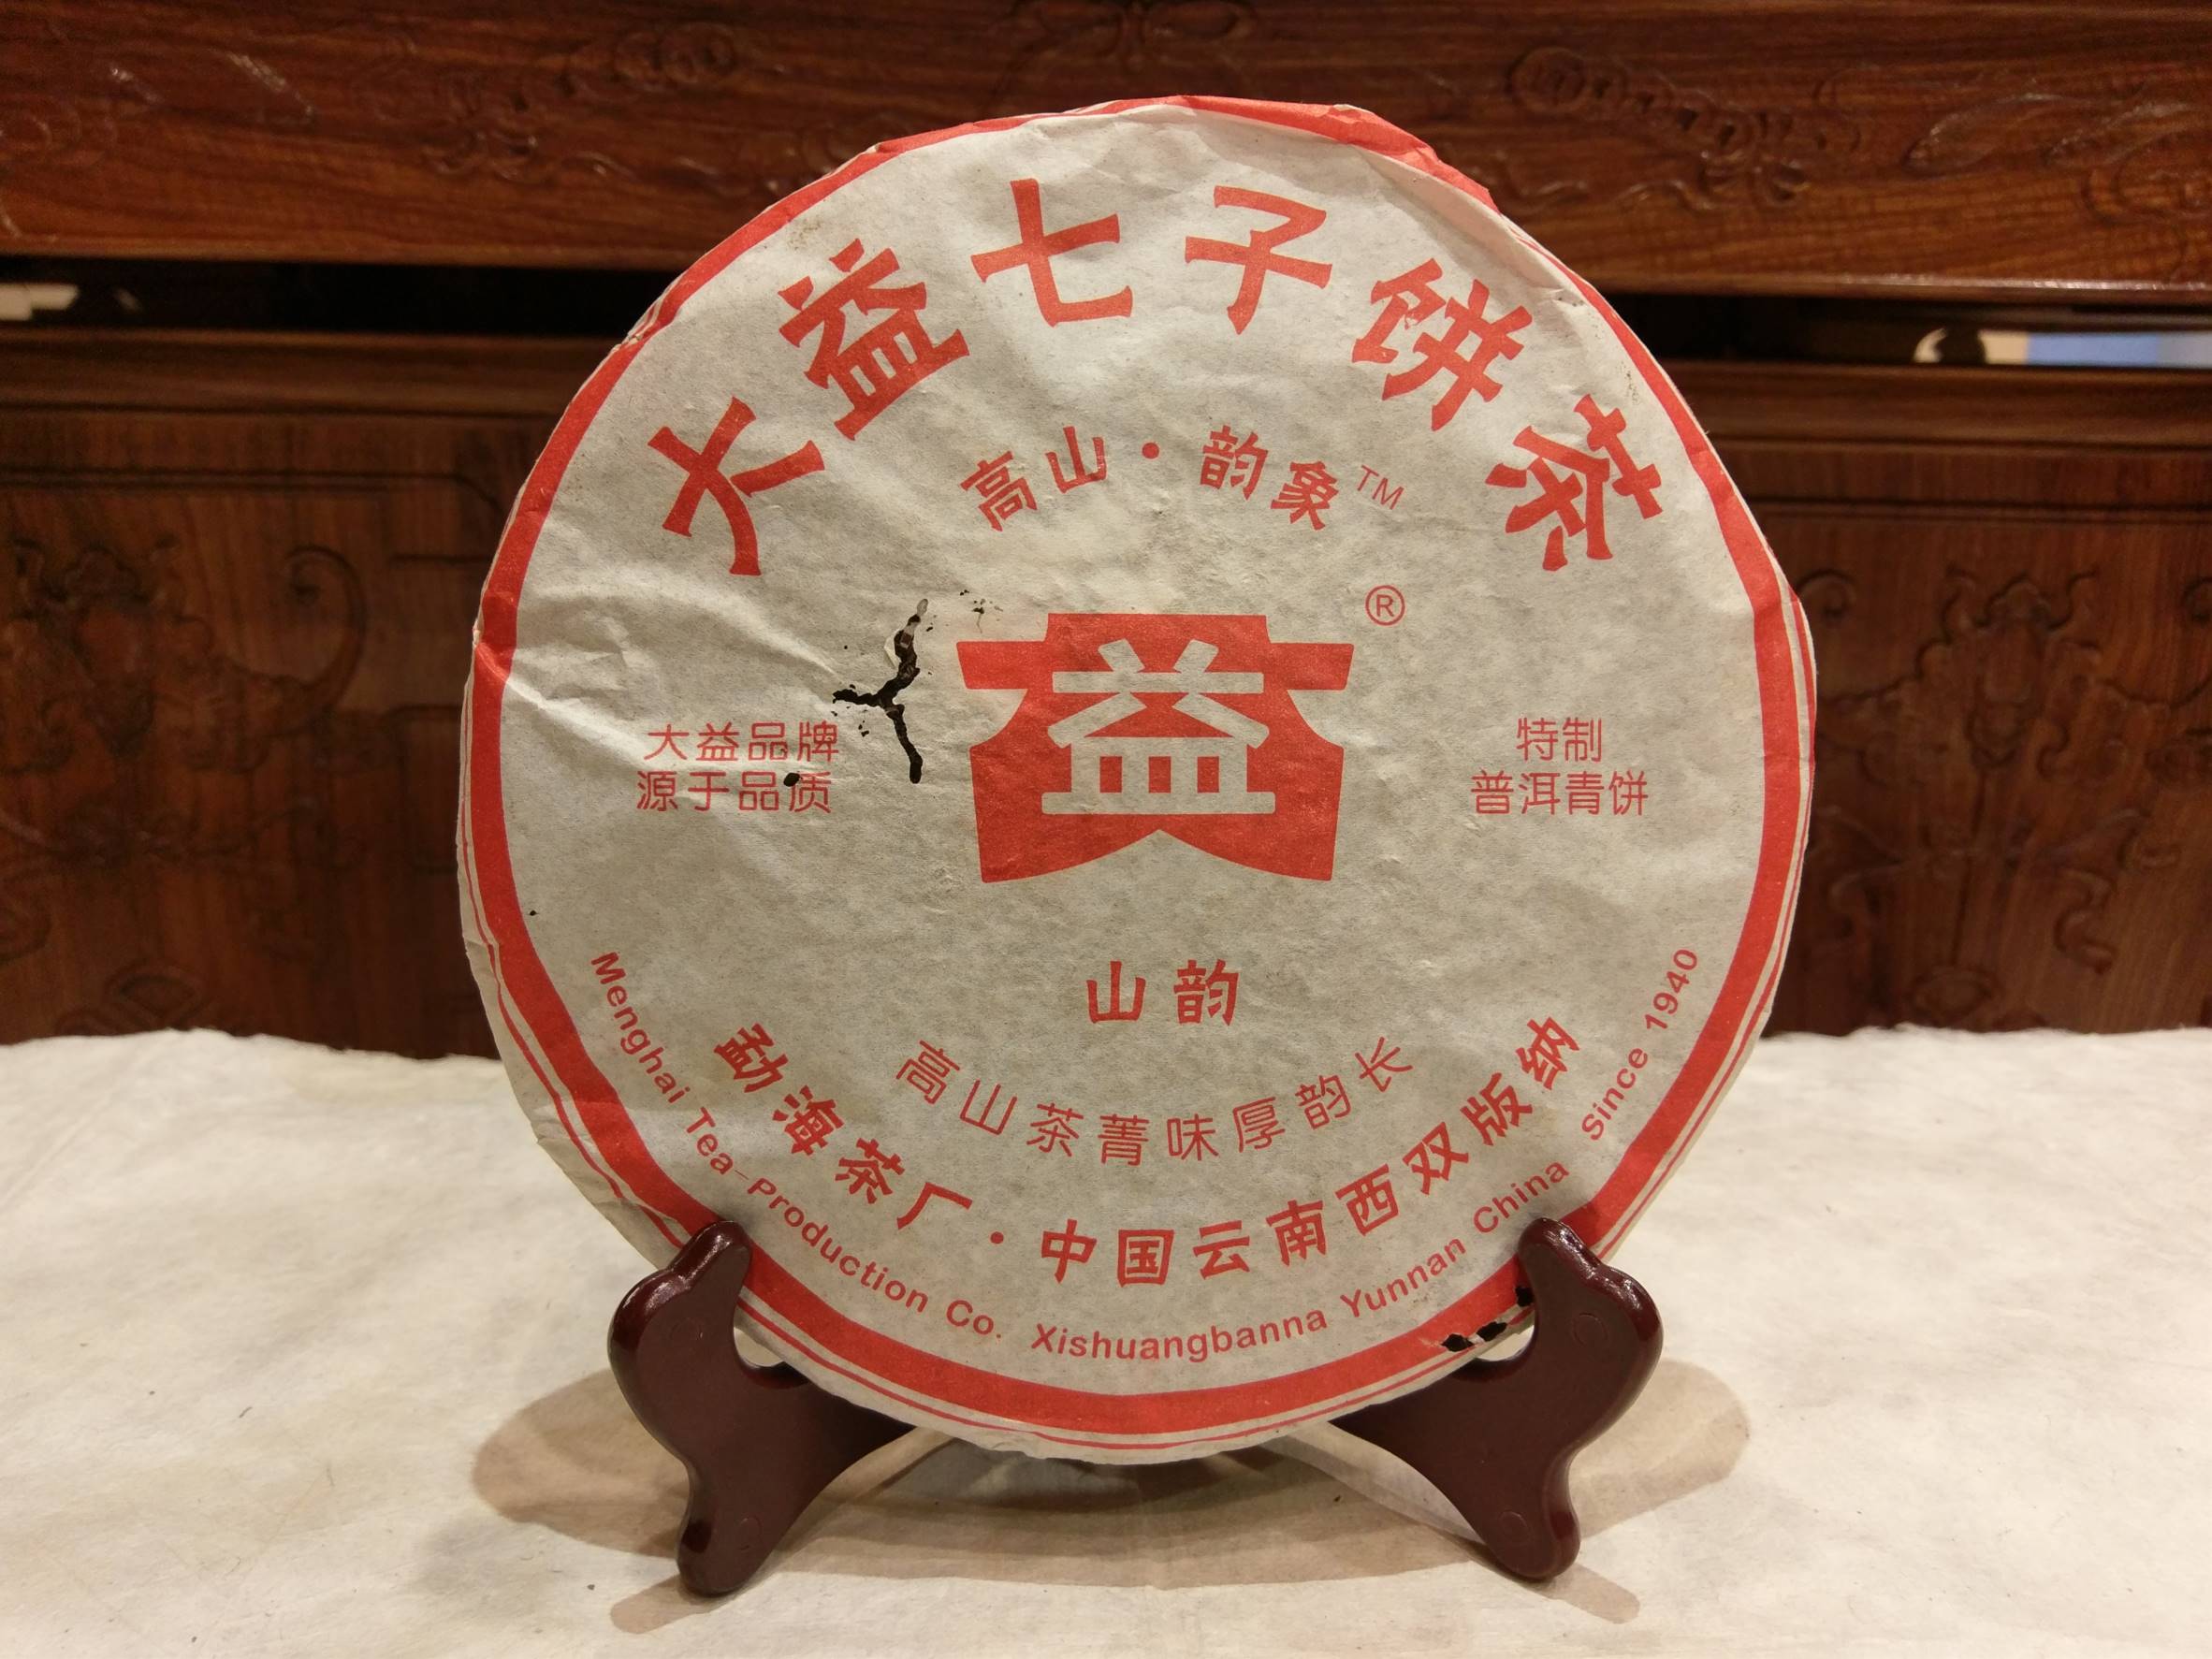 大益七子饼茶
高山·韵象™
®
益
大益品牌
源于品质
特制
普洱青饼
山韵
高山茶菁味厚韵长
勐海茶厂·中国云南西双版纳
Menghai Tea-Production Co. Xishuangbanna Yunnan China since 1940